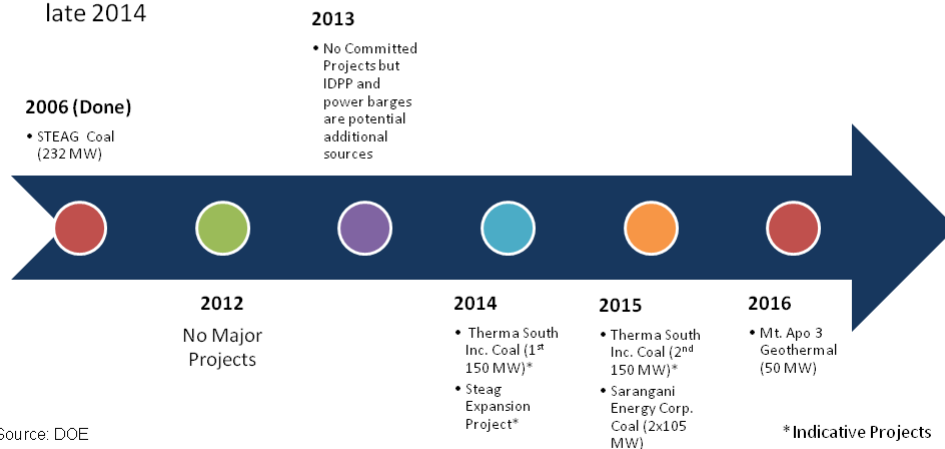 late 2014
2013
• No Committed
Projects but
IDPP and
power barges
are potential
additional
sources
2006 (Done)
• STEAG Coal
(232 MW)
2012
No Major
Projects
2014
• Therma South
Inc. Coal (1st
150 MW)*
• Steag
Expansion
Project*
2015
• Therma South
Inc. Coal (2nd
150 MW)*
• Sarangani
Energy Corp.
Coal (2x105
MW)
2016
• Mt. Apo 3
Geothermal
(50 MW)
Source: DOE
*Indicative Projects